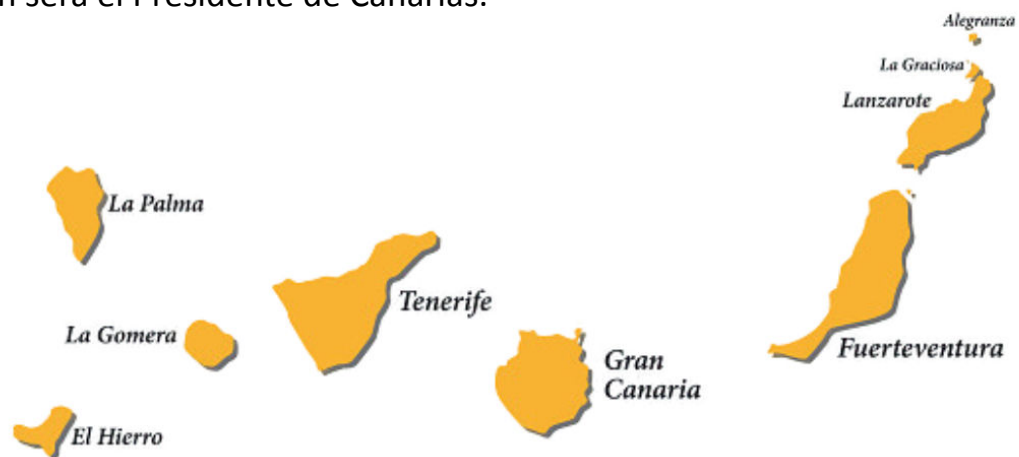 será el Presidente de Canarias.
Alegranza
La Graciosa
Lanzarote
La Palma
Tenerife
La Gomera
Gran
Canaria
Fuerteventura
El Hierro